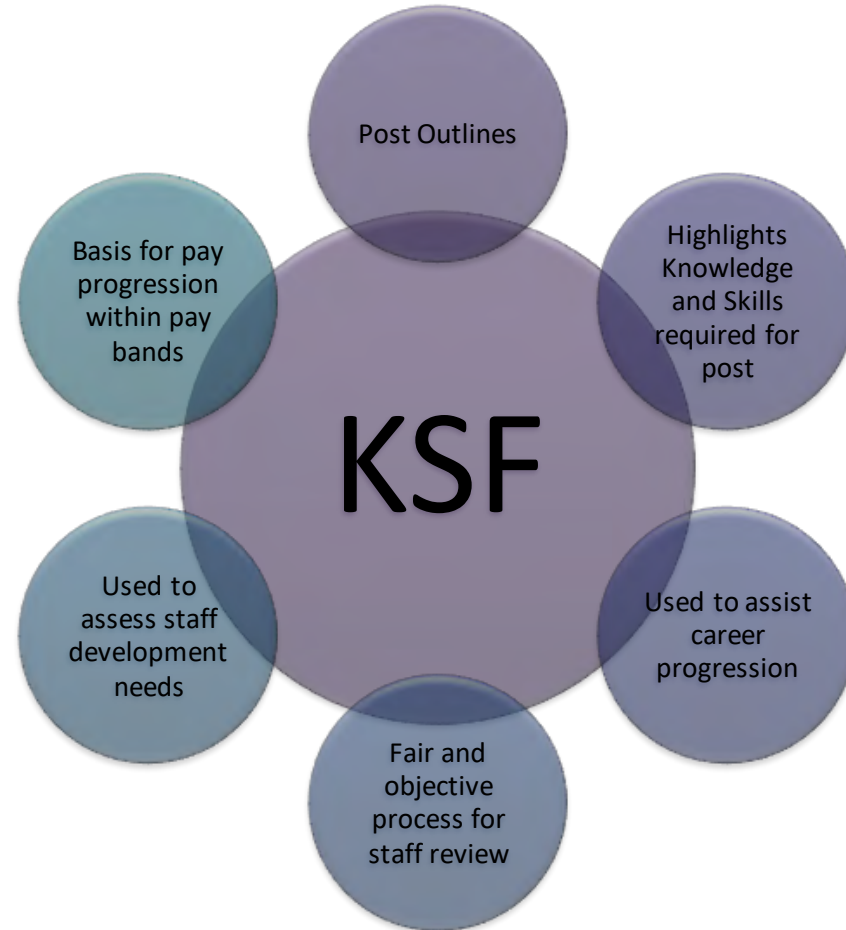 Post Outlines
Highlights
Knowledge
and Skills
required for
post
Used to assist
career
progression
Fair and
objective
process for
staff review
Used to
assess staff
development
needs
Basis for pay
progression
within pay
bands
KSF